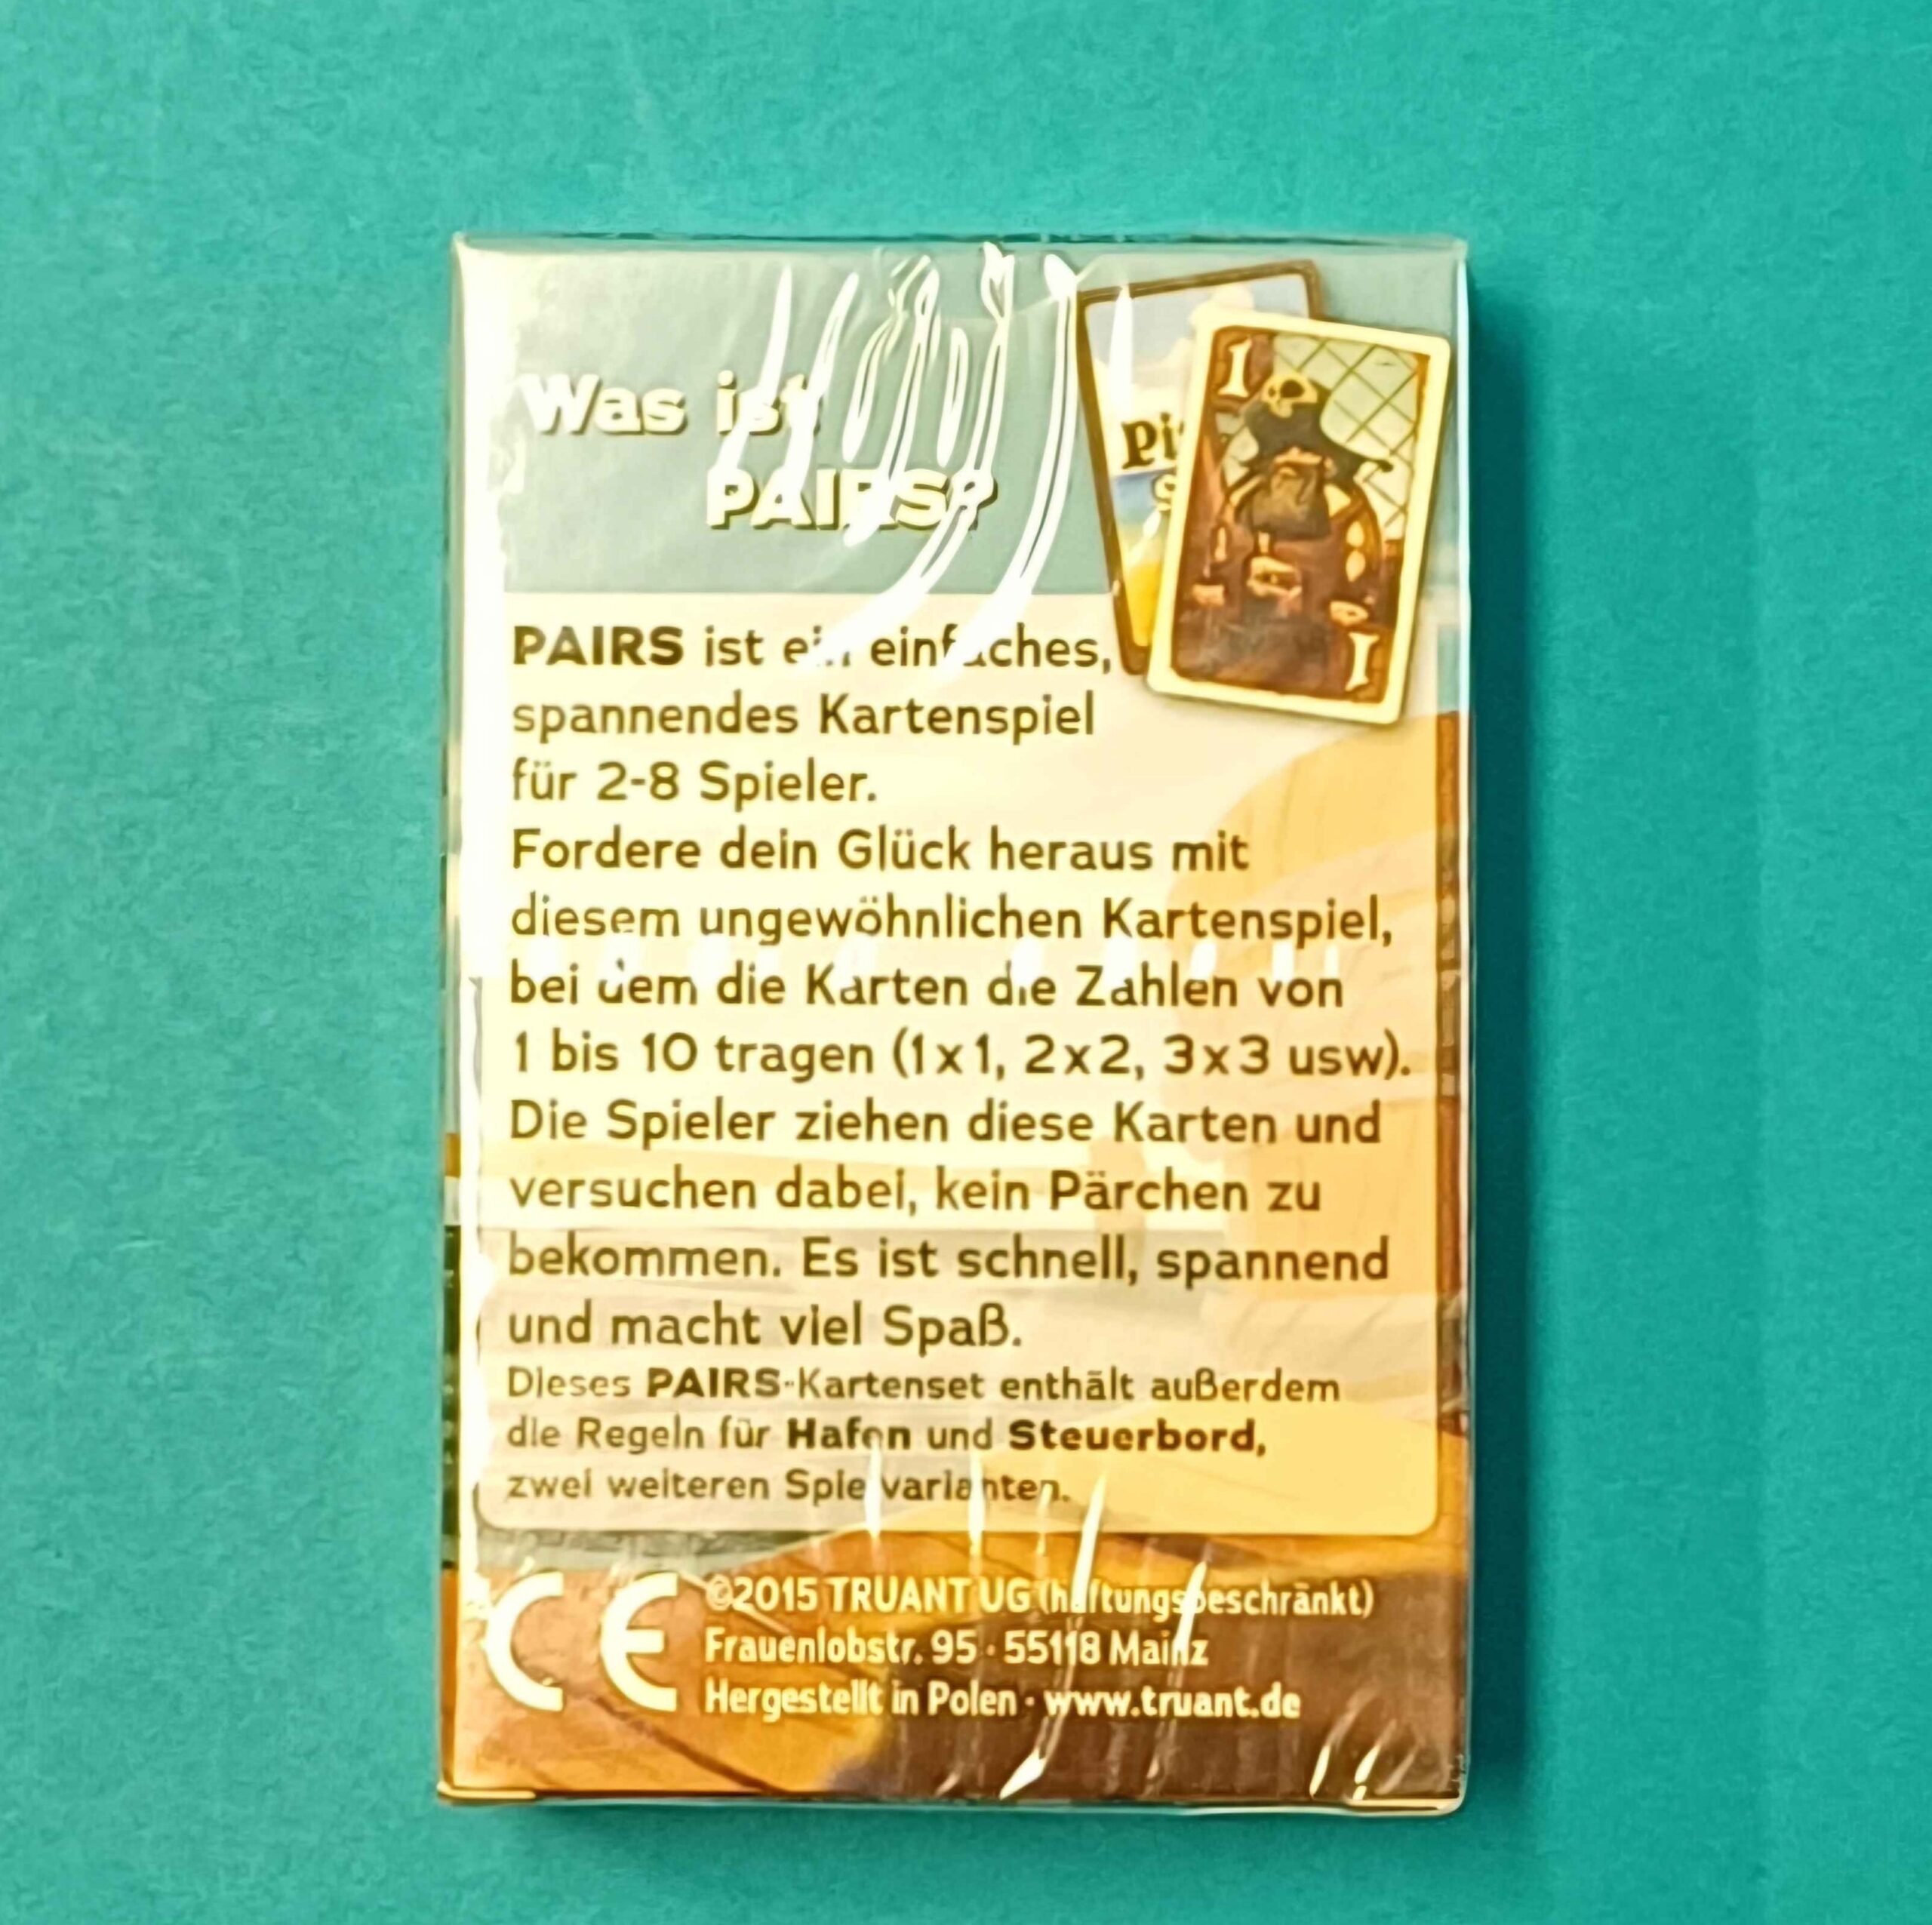 Was ist
PAIRS?
1
Pi
1
PAIRS ist ein einfaches,
spannendes Kartenspiel
für 2-8 Spieler.
Fordere dein Glück heraus mit
diesem ungewöhnlichen Kartenspiel,
bei dem die Karten die Zahlen von
1 bis 10 tragen (1x1, 2x2, 3x3 usw).
Die Spieler ziehen diese Karten und
versuchen dabei, kein Pärchen zu
bekommen. Es ist schnell, spannend
und macht viel Spaß.
Dieses PAIRS-Kartenset enthält außerdem
die Regeln für Hafen und Steuerbord,
zwei weiteren Spielvarianten.
CE
©2015 TRUANT UG (haftungsbeschränkt)
Frauenlobstr. 95 · 55118 Mainz
Hergestellt in Polen · www.truant.de